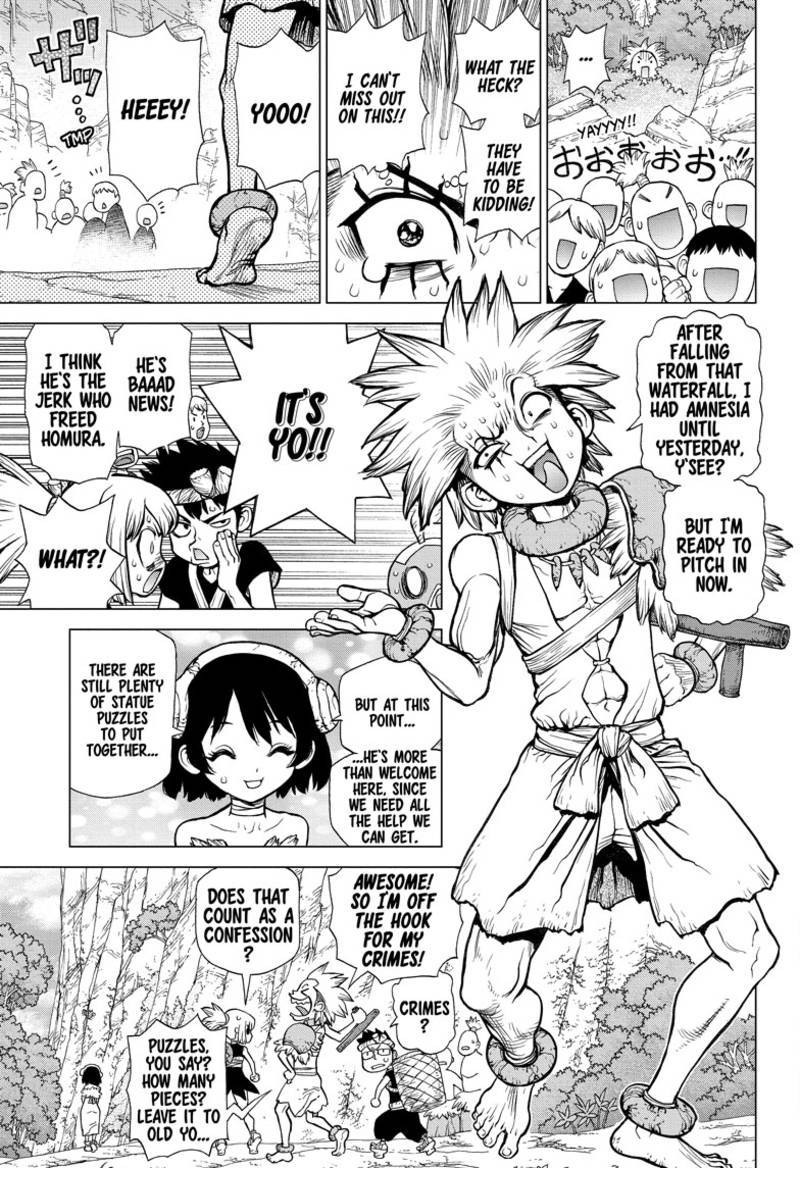 ...
YAYYYY!!
おおおおお…!!
WHAT THE
HECK?
THEY
HAVE
TO BE
KIDDING!
I CAN'T
MISS OUT
ON THIS!!
YOOO!
HEEEY!
ザッ…
TMP
AFTER
FALLING
FROM THAT
WATERFALL, I
HAD AMNESIA
UNTIL
YESTERDAY,
Y'SEE?
BUT I'M
READY TO
PITCH IN
NOW.
IT'S
YO!!
HE'S
BAAAD
NEWS!
I THINK
HE'S THE
JERK WHO
FREED
HOMURA.
WHAT?!
THERE ARE
STILL PLENTY
OF STATUE
PUZZLES
TO PUT
TOGETHER...
BUT AT THIS
POINT...
...HE'S MORE
THAN WELCOME
HERE, SINCE
WE NEED ALL
THE HELP WE
CAN GET.
AWESOME!
SO I'M OFF
THE HOOK
FOR MY
CRIMES!
CRIMES
?
DOES THAT
COUNT AS A
CONFESSION
?
PUZZLES,
YOU SAY?
HOW MANY
PIECES?
LEAVE IT TO
OLD YO...